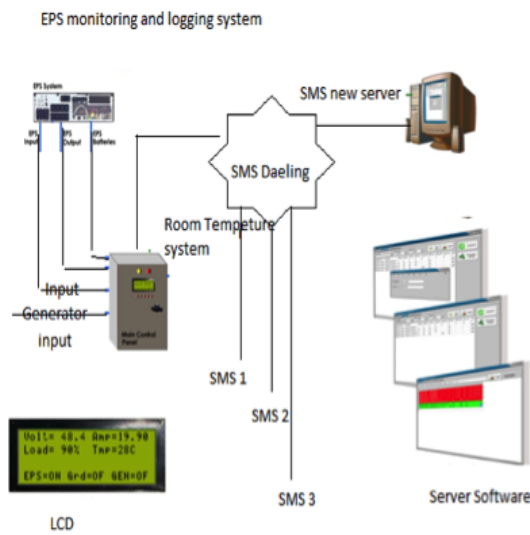 EPS monitoring and logging system
EPS System
EPS Input
EPS Output
EPS Batteries
SMS new server
SMS Daeling
Room Tempeture
system
Input
Generator
input
Main Control
Panel
SMS 1
SMS 2
SMS 3
Volt= 48.4 Amp=19.90
Load= 90% Tmp=28C
EPS=ON Grd=OF GEN=OF
LCD
Server Software